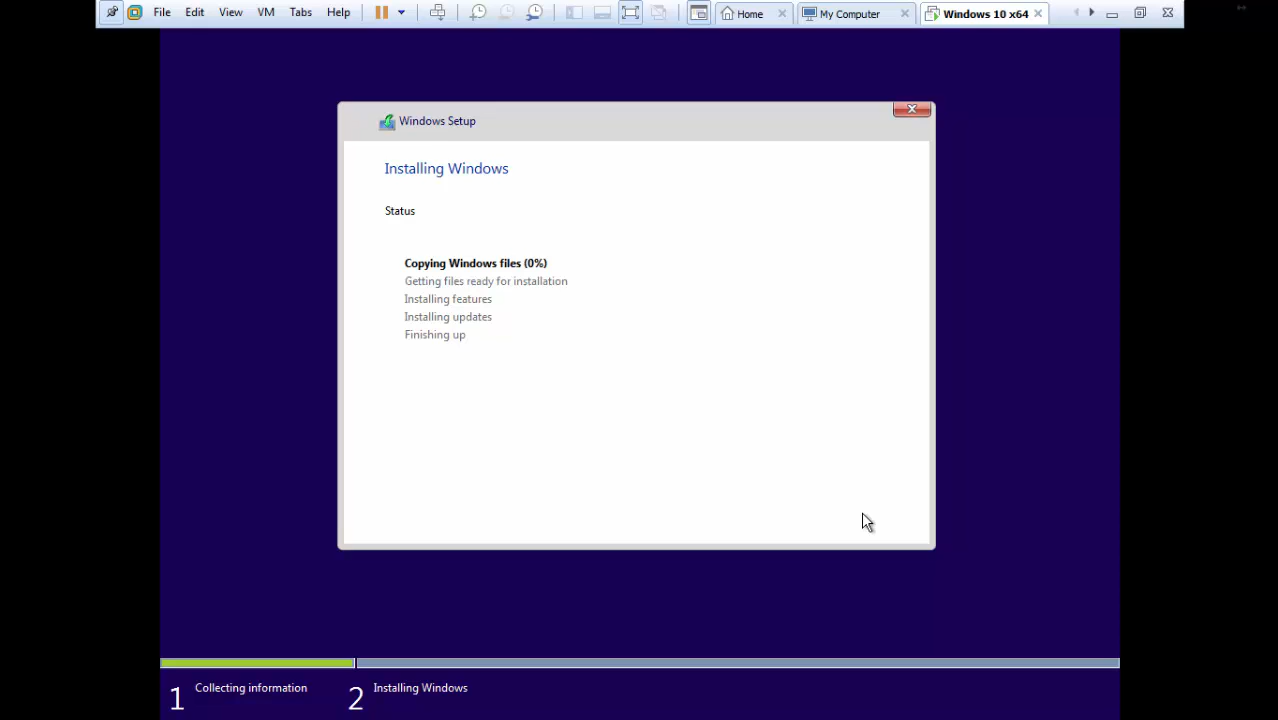 File Edit View VM Tabs Help Home My Computer Windows 10 x64
Windows Setup
Installing Windows
Status
Copying Windows files (0%)
Getting files ready for installation
Installing features
Installing updates
Finishing up
1 Collecting information 2 Installing Windows